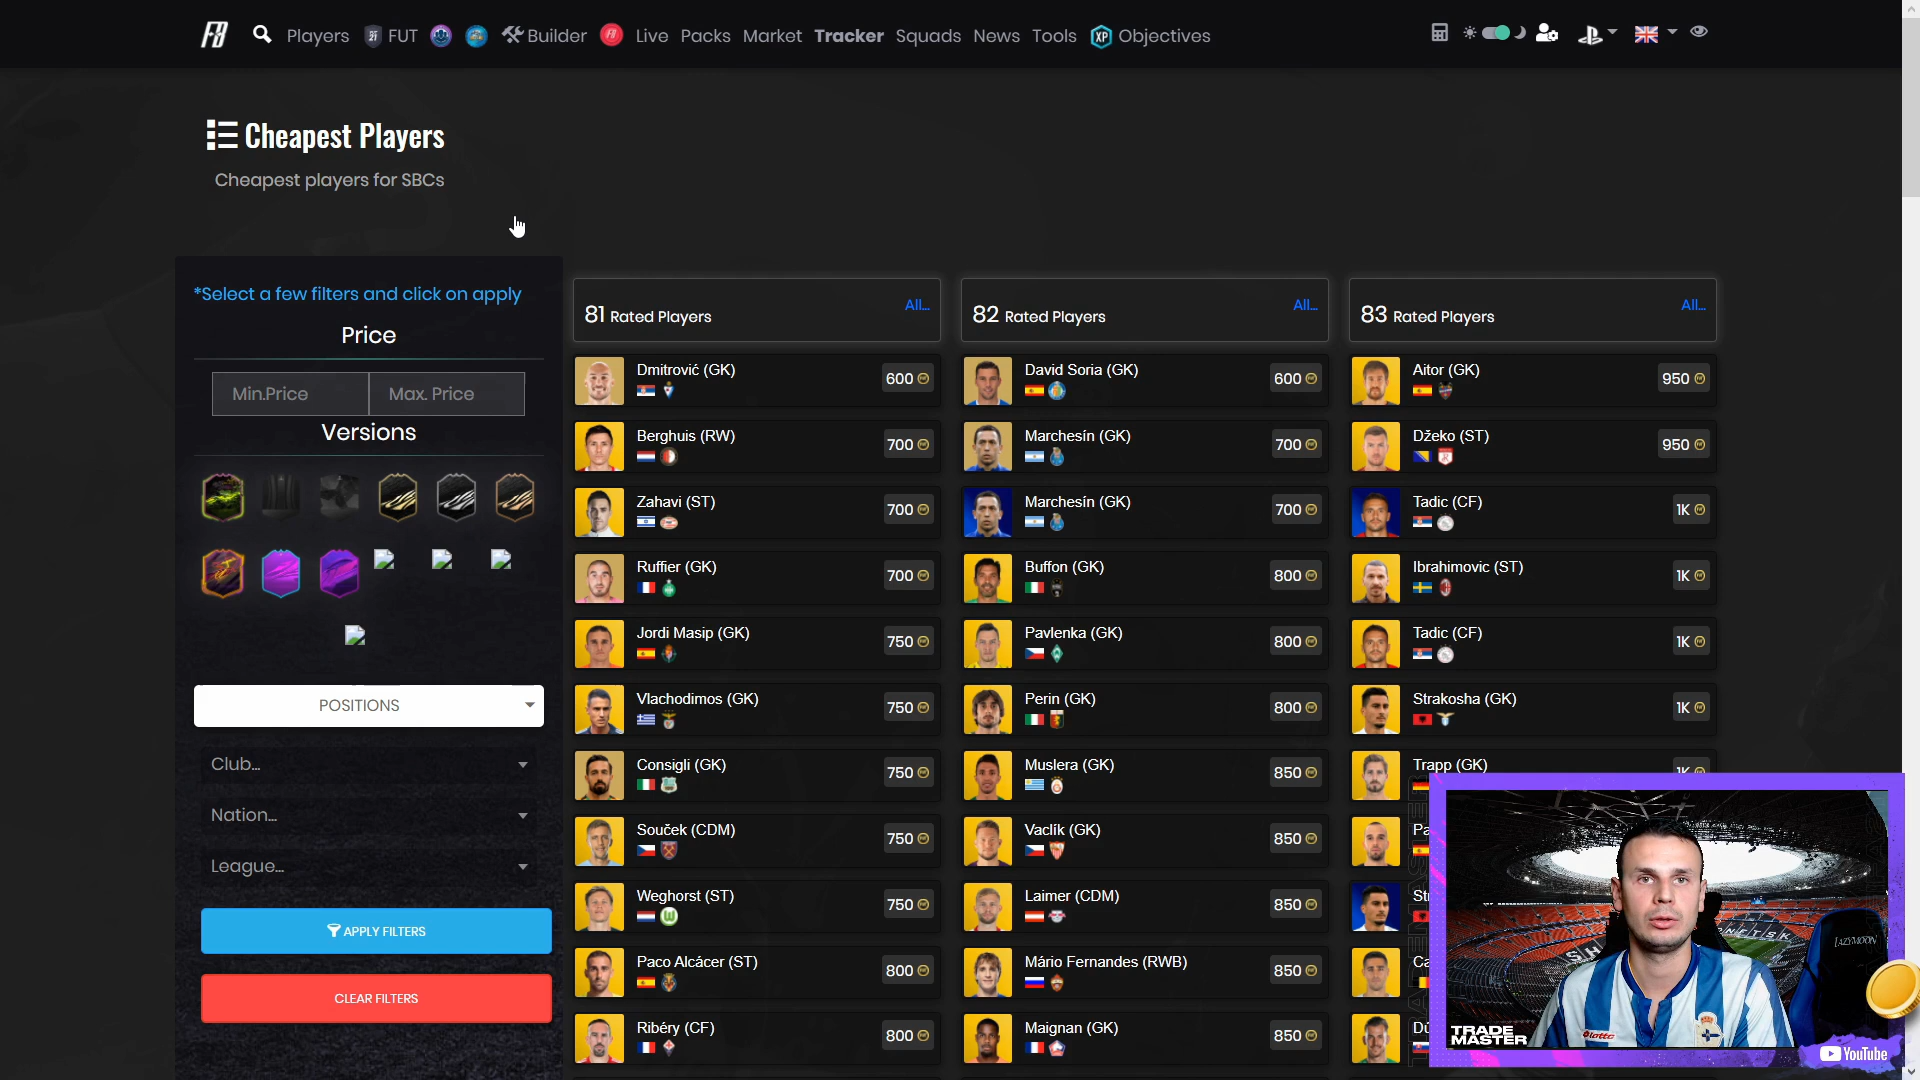 Players FUT Builder Live Packs Market Tracker Squads News Tools XP Objectives
Cheapest Players
Cheapest players for SBCs
*Select a few filters and click on apply
Price
Min.Price Max. Price
Versions
POSITIONS
Club...
Nation...
League...
APPLY FILTERS
CLEAR FILTERS
81 Rated Players All...
Dmitrović (GK) 600
Berghuis (RW) 700
Zahavi (ST) 700
Ruffier (GK) 700
Jordi Masip (GK) 750
Vlachodimos (GK) 750
Consigli (GK) 750
Souček (CDM) 750
Weghorst (ST) 750
Paco Alcácer (ST) 800
Ribéry (CF) 800
82 Rated Players All...
David Soria (GK) 600
Marchesín (GK) 700
Marchesín (GK) 700
Buffon (GK) 800
Pavlenka (GK) 800
Perin (GK) 800
Muslera (GK) 850
Vaclík (GK) 850
Laimer (CDM) 850
Mário Fernandes (RWB) 850
Maignan (GK) 850
83 Rated Players All...
Aitor (GK) 950
Džeko (ST) 950
Tadic (CF) 1K
Ibrahimovic (ST) 1K
Tadic (CF) 1K
Strakosha (GK) 1K
Trapp (GK) 1K
TRADE
MASTER
YouTube
lotto
LAZYMOON